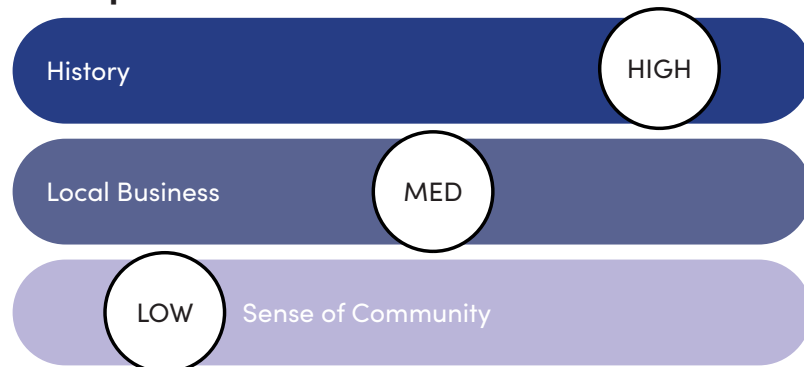 History
HIGH
Local Business
MED
LOW
Sense of Community